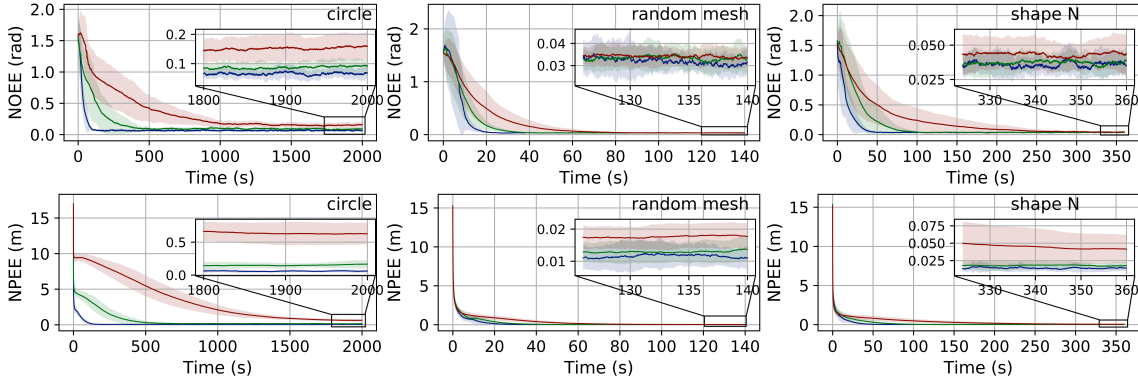 circle
NOEE (rad)
2.0
1.5
1.0
0.5
0.0
0.2
0.1
1800 1900 2000
0 500 1000 1500 2000
Time (s)
random mesh
NOEE (rad)
2
1
0
0.04
0.03
130 135 140
0 20 40 60 80 100 120 140
Time (s)
shape N
NOEE (rad)
2.0
1.5
1.0
0.5
0.0
0.050
0.025
330 340 350 360
0 50 100 150 200 250 300 350
Time (s)
circle
NPEE (m)
15
10
5
0
0.5
0.0
1800 1900 2000
0 500 1000 1500 2000
Time (s)
random mesh
NPEE (m)
15
10
5
0
0.02
0.01
130 135 140
0 20 40 60 80 100 120 140
Time (s)
shape N
NPEE (m)
15
10
5
0
0.075
0.050
0.025
330 340 350 360
0 50 100 150 200 250 300 350
Time (s)